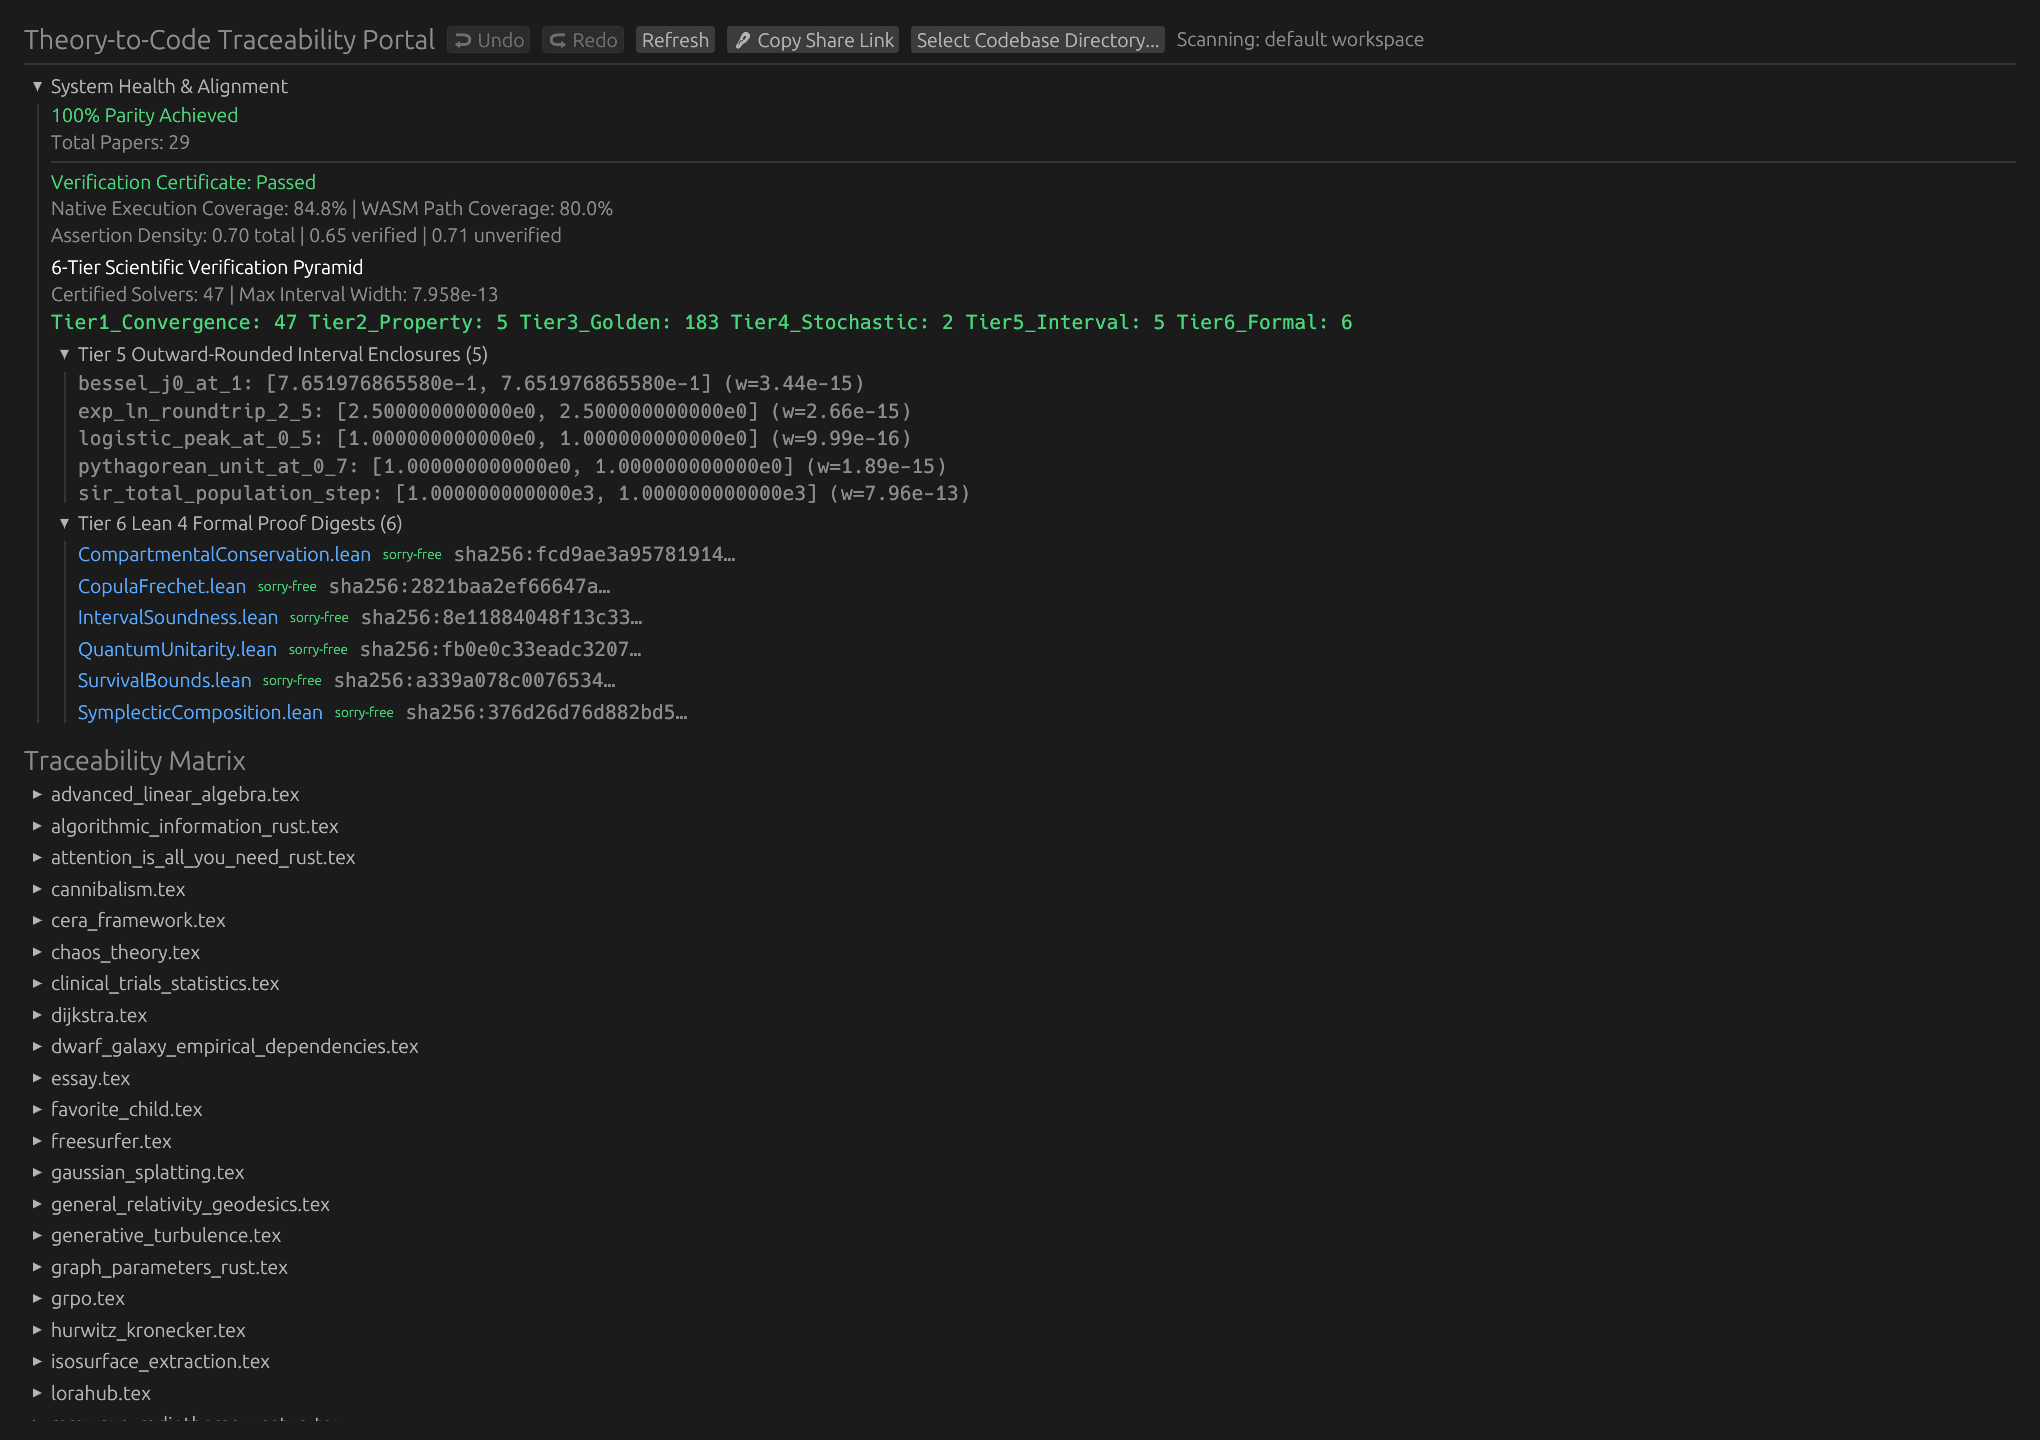 Theory-to-Code Traceability Portal Undo Redo Refresh Copy Share Link Select Codebase Directory... Scanning: default workspace
System Health & Alignment
100% Parity Achieved
Total Papers: 29
Verification Certificate: Passed
Native Execution Coverage: 84.8% | WASM Path Coverage: 80.0%
Assertion Density: 0.70 total | 0.65 verified | 0.71 unverified
6-Tier Scientific Verification Pyramid
Certified Solvers: 47 | Max Interval Width: 7.958e-13
Tier1_Convergence: 47 Tier2_Property: 5 Tier3_Golden: 183 Tier4_Stochastic: 2 Tier5_Interval: 5 Tier6_Formal: 6
Tier 5 Outward-Rounded Interval Enclosures (5)
bessel_j0_at_1: [7.651976865580e-1, 7.651976865580e-1] (w=3.44e-15)
exp_ln_roundtrip_2_5: [2.500000000000e0, 2.500000000000e0] (w=2.66e-15)
logistic_peak_at_0_5: [1.000000000000e0, 1.000000000000e0] (w=9.99e-16)
pythagorean_unit_at_0_7: [1.000000000000e0, 1.000000000000e0] (w=1.89e-15)
sir_total_population_step: [1.000000000000e3, 1.000000000000e3] (w=7.96e-13)
Tier 6 Lean 4 Formal Proof Digests (6)
CompartmentalConservation.lean sorry-free sha256:fcd9ae3a95781914…
CopulaFrechet.lean sorry-free sha256:2821baa2ef66647a…
IntervalSoundness.lean sorry-free sha256:8e11884048f13c33…
QuantumUnitarity.lean sorry-free sha256:fb0e0c33eadc3207…
SurvivalBounds.lean sorry-free sha256:a339a078c0076534…
SymplecticComposition.lean sorry-free sha256:376d26d76d882bd5…
Traceability Matrix
advanced_linear_algebra.tex
algorithmic_information_rust.tex
attention_is_all_you_need_rust.tex
cannibalism.tex
cera_framework.tex
chaos_theory.tex
clinical_trials_statistics.tex
dijkstra.tex
dwarf_galaxy_empirical_dependencies.tex
essay.tex
favorite_child.tex
freesurfer.tex
gaussian_splatting.tex
general_relativity_geodesics.tex
generative_turbulence.tex
graph_parameters_rust.tex
grpo.tex
hurwitz_kronecker.tex
isosurface_extraction.tex
lorahub.tex